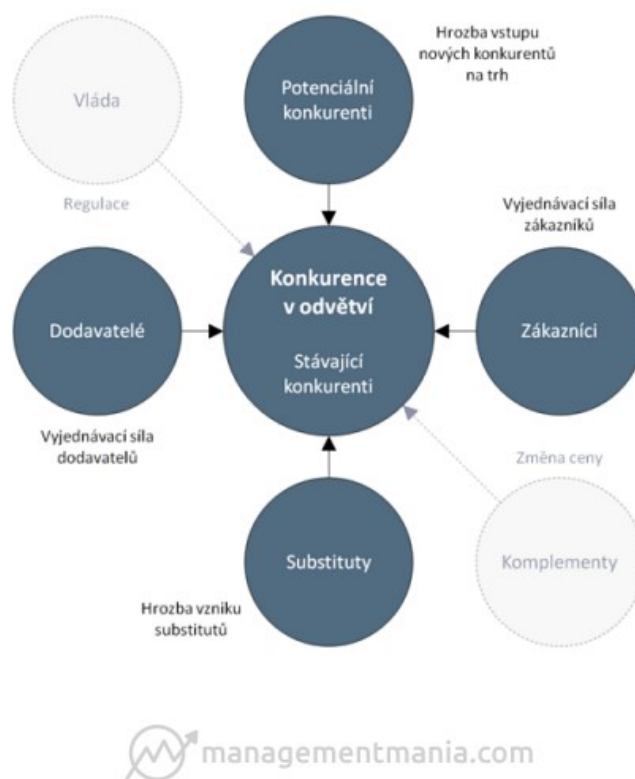 Hrozba vstupu
nových konkurentů
na trh
Vláda
Potenciální
konkurenti
Regulace
Vyjednávací síla
zákazníků
Konkurence
v odvětví
Stávající
konkurenti
Dodavatelé
Zákazníci
Vyjednávací síla
dodavatelů
Změna ceny
Substituty
Komplementy
Hrozba vzniku
substitutů
managementmania.com